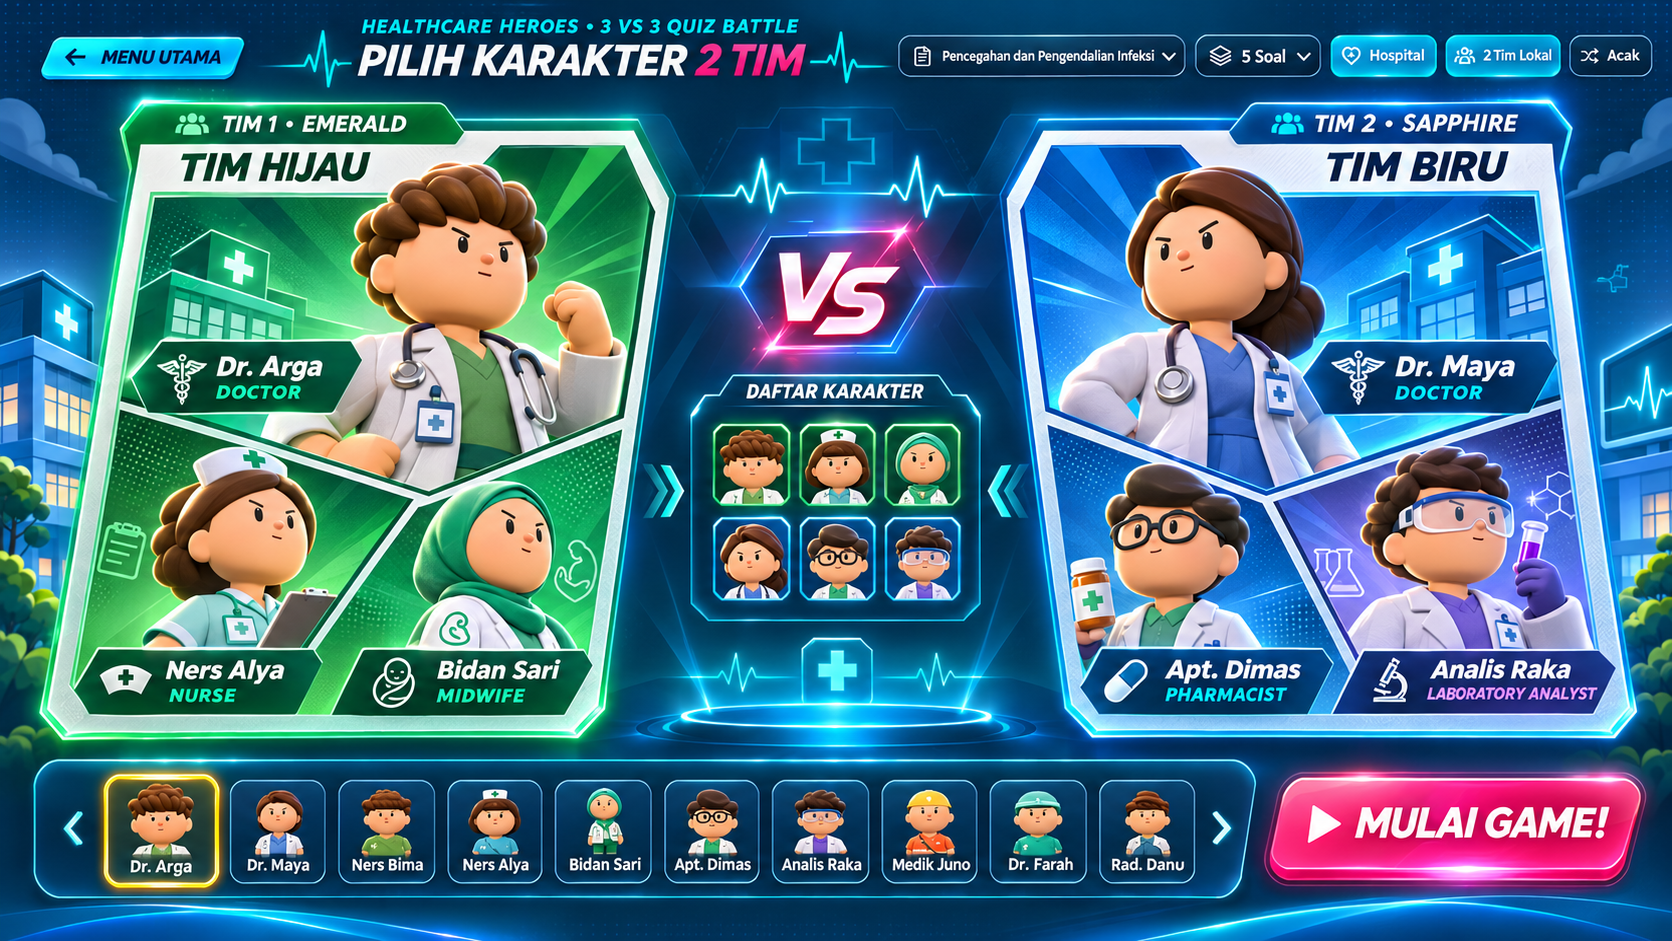 HEALTHCARE HEROES • 3 VS 3 QUIZ BATTLE
PILIH KARAKTER 2 TIM
MENU UTAMA
Pencegahan dan Pengendalian Infeksi
5 Soal
Hospital
2 Tim Lokal
Acak
TIM 1 • EMERALD
TIM HIJAU
Dr. Arga
DOCTOR
Ners Alya
NURSE
Bidan Sari
MIDWIFE
VS
DAFTAR KARAKTER
TIM 2 • SAPPHIRE
TIM BIRU
Dr. Maya
DOCTOR
Apt. Dimas
PHARMACIST
Analis Raka
LABORATORY ANALYST
Dr. Arga
Dr. Maya
Ners Bima
Ners Alya
Bidan Sari
Apt. Dimas
Analis Raka
Medik Juno
Dr. Farah
Rad. Danu
MULAI GAME!